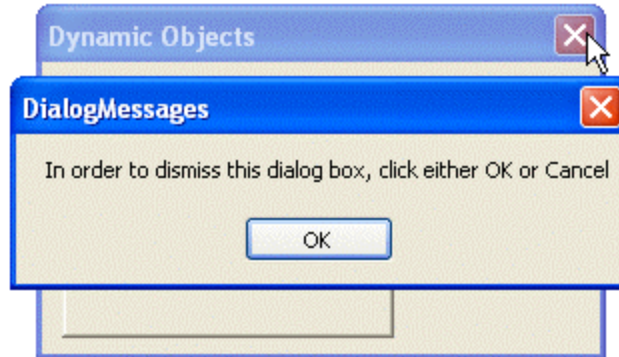 Dynamic Objects
DialogMessages
In order to dismiss this dialog box, click either OK or Cancel
OK